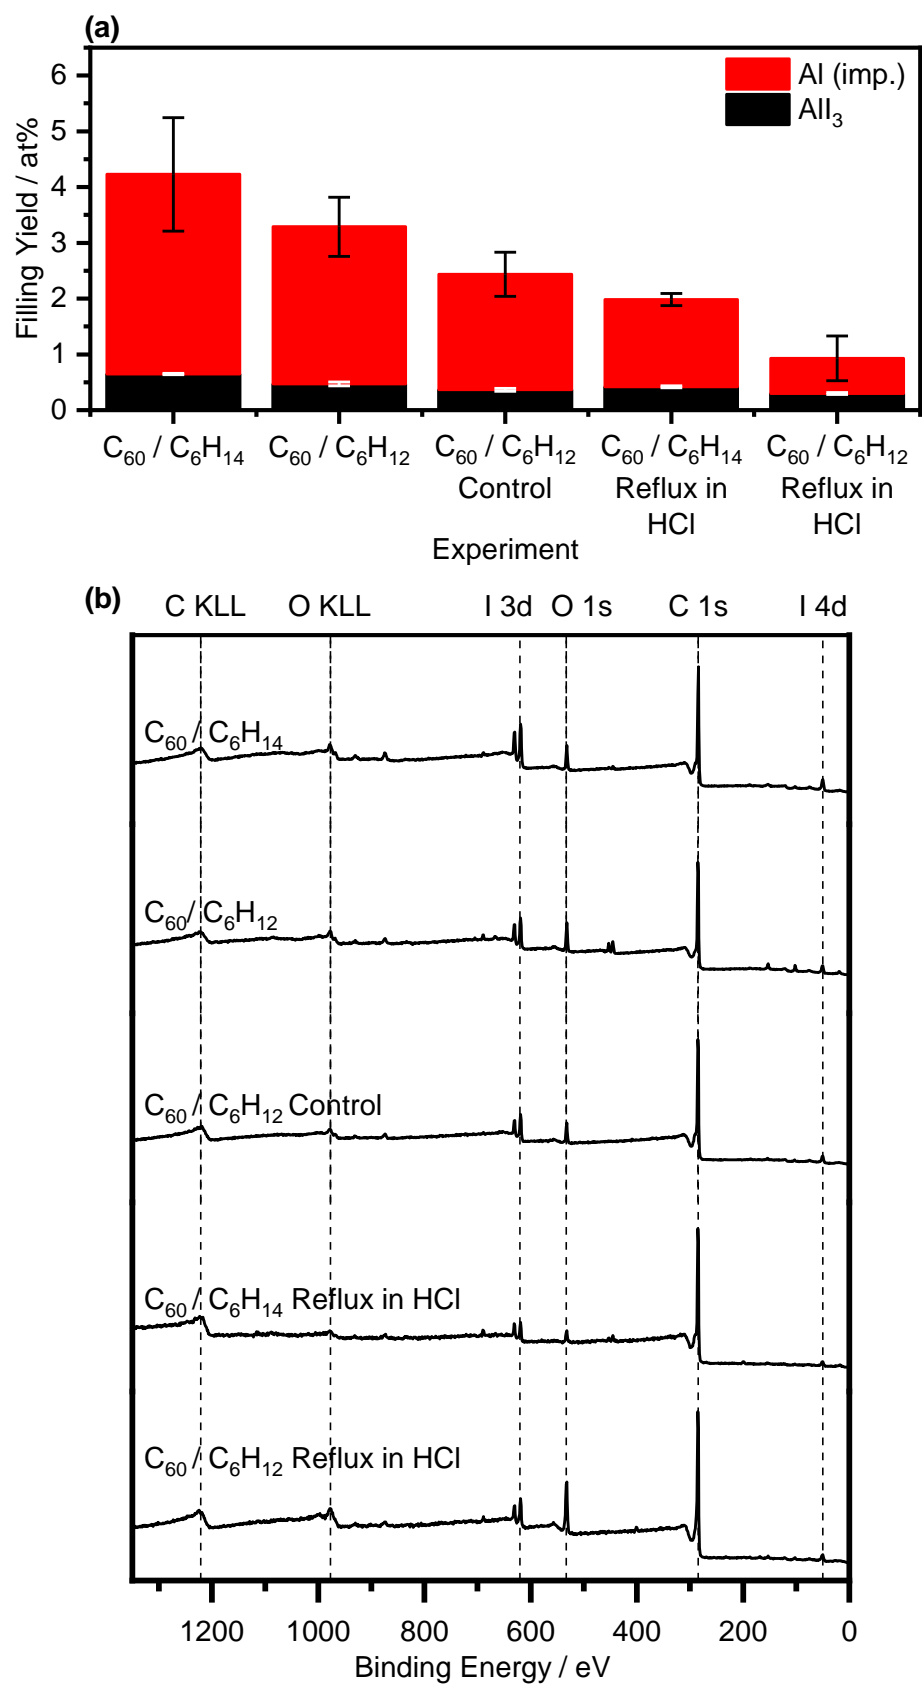 (a)
Al (imp.)
AlI₃
6
5
4
3
2
1
0
Filling Yield / at%
C₆₀ / C₆H₁₄
C₆₀ / C₆H₁₂
C₆₀ / C₆H₁₂
Control
C₆₀ / C₆H₁₄
Reflux in
HCl
C₆₀ / C₆H₁₂
Reflux in
HCl
Experiment
(b)
C KLL O KLL I 3d O 1s C 1s I 4d
C₆₀ / C₆H₁₄
C₆₀/ C₆H₁₂
C₆₀ / C₆H₁₂ Control
C₆₀ / C₆H₁₄ Reflux in HCl
C₆₀ / C₆H₁₂ Reflux in HCl
1200 1000 800 600 400 200 0
Binding Energy / eV